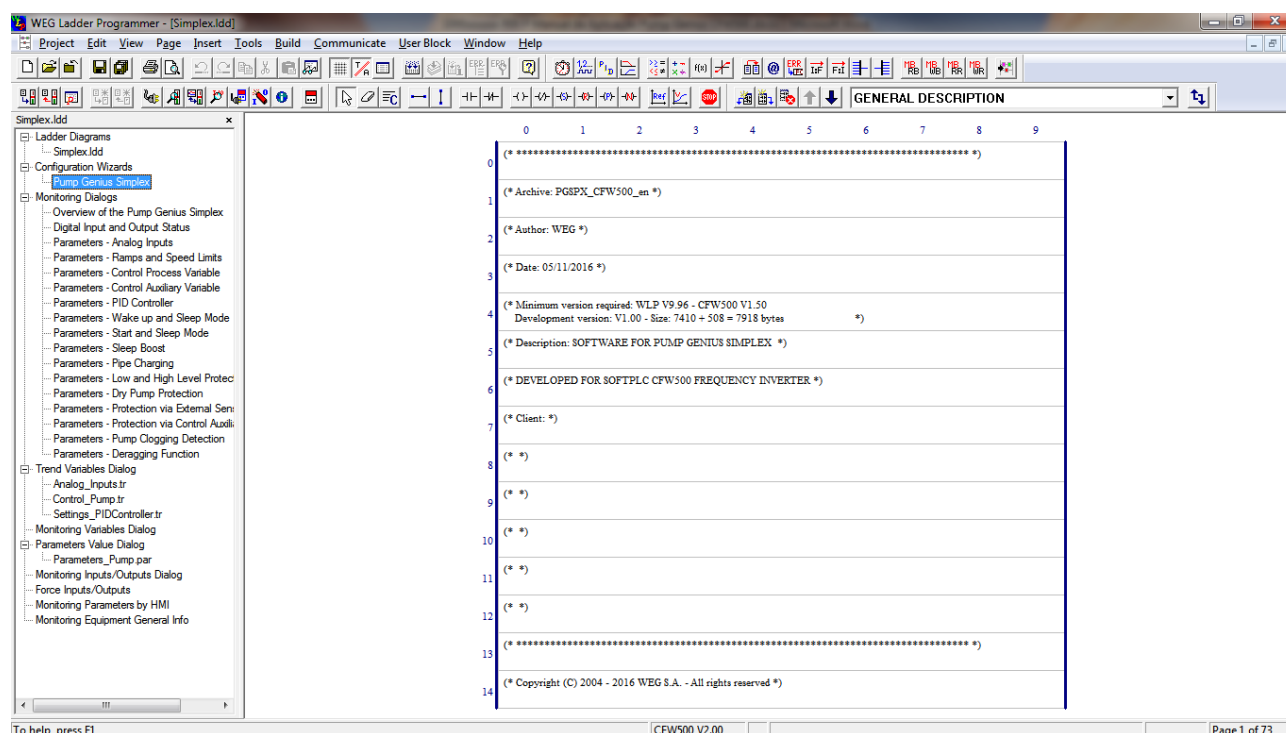 WEG Ladder Programmer - [Simplex.ldd]
Project Edit View Page Insert Tools Build Communicate User Block Window Help
GENERAL DESCRIPTION
Simplex.ldd x
Ladder Diagrams
Simplex.ldd
Configuration Wizards
Pump Genius Simplex
Monitoring Dialogs
Overview of the Pump Genius Simplex
Digital Input and Output Status
Parameters - Analog Inputs
Parameters - Ramps and Speed Limits
Parameters - Control Process Variable
Parameters - Control Auxiliary Variable
Parameters - PID Controller
Parameters - Wake up and Sleep Mode
Parameters - Start and Sleep Mode
Parameters - Sleep Boost
Parameters - Pipe Charging
Parameters - Low and High Level Protec
Parameters - Dry Pump Protection
Parameters - Protection via External Sen
Parameters - Protection via Control Auxili
Parameters - Pump Clogging Detection
Parameters - Deragging Function
Trend Variables Dialog
Analog_Inputs.tr
Control_Pump.tr
Settings_PIDController.tr
Monitoring Variables Dialog
Parameters Value Dialog
Parameters_Pump.par
Monitoring Inputs/Outputs Dialog
Force Inputs/Outputs
Monitoring Parameters by HMI
Monitoring Equipment General Info
0 1 2 3 4 5 6 7 8 9
0 (* ******************************************************************************** *)
1 (* Archive: PGSPX_CFW500_en *)
2 (* Author: WEG *)
3 (* Date: 05/11/2016 *)
4 (* Minimum version required: WLP V9.96 - CFW500 V1.50
Development version: V1.00 - Size: 7410 + 508 = 7918 bytes *)
5 (* Description: SOFTWARE FOR PUMP GENIUS SIMPLEX *)
6 (* DEVELOPED FOR SOFTPLC CFW500 FREQUENCY INVERTER *)
7 (* Client: *)
8 (* *)
9 (* *)
10 (* *)
11 (* *)
12 (* *)
13 (* ******************************************************************************** *)
14 (* Copyright (C) 2004 - 2016 WEG S.A. - All rights reserved *)
To help, press F1 CFW500 V2.00 Page 1 of 73